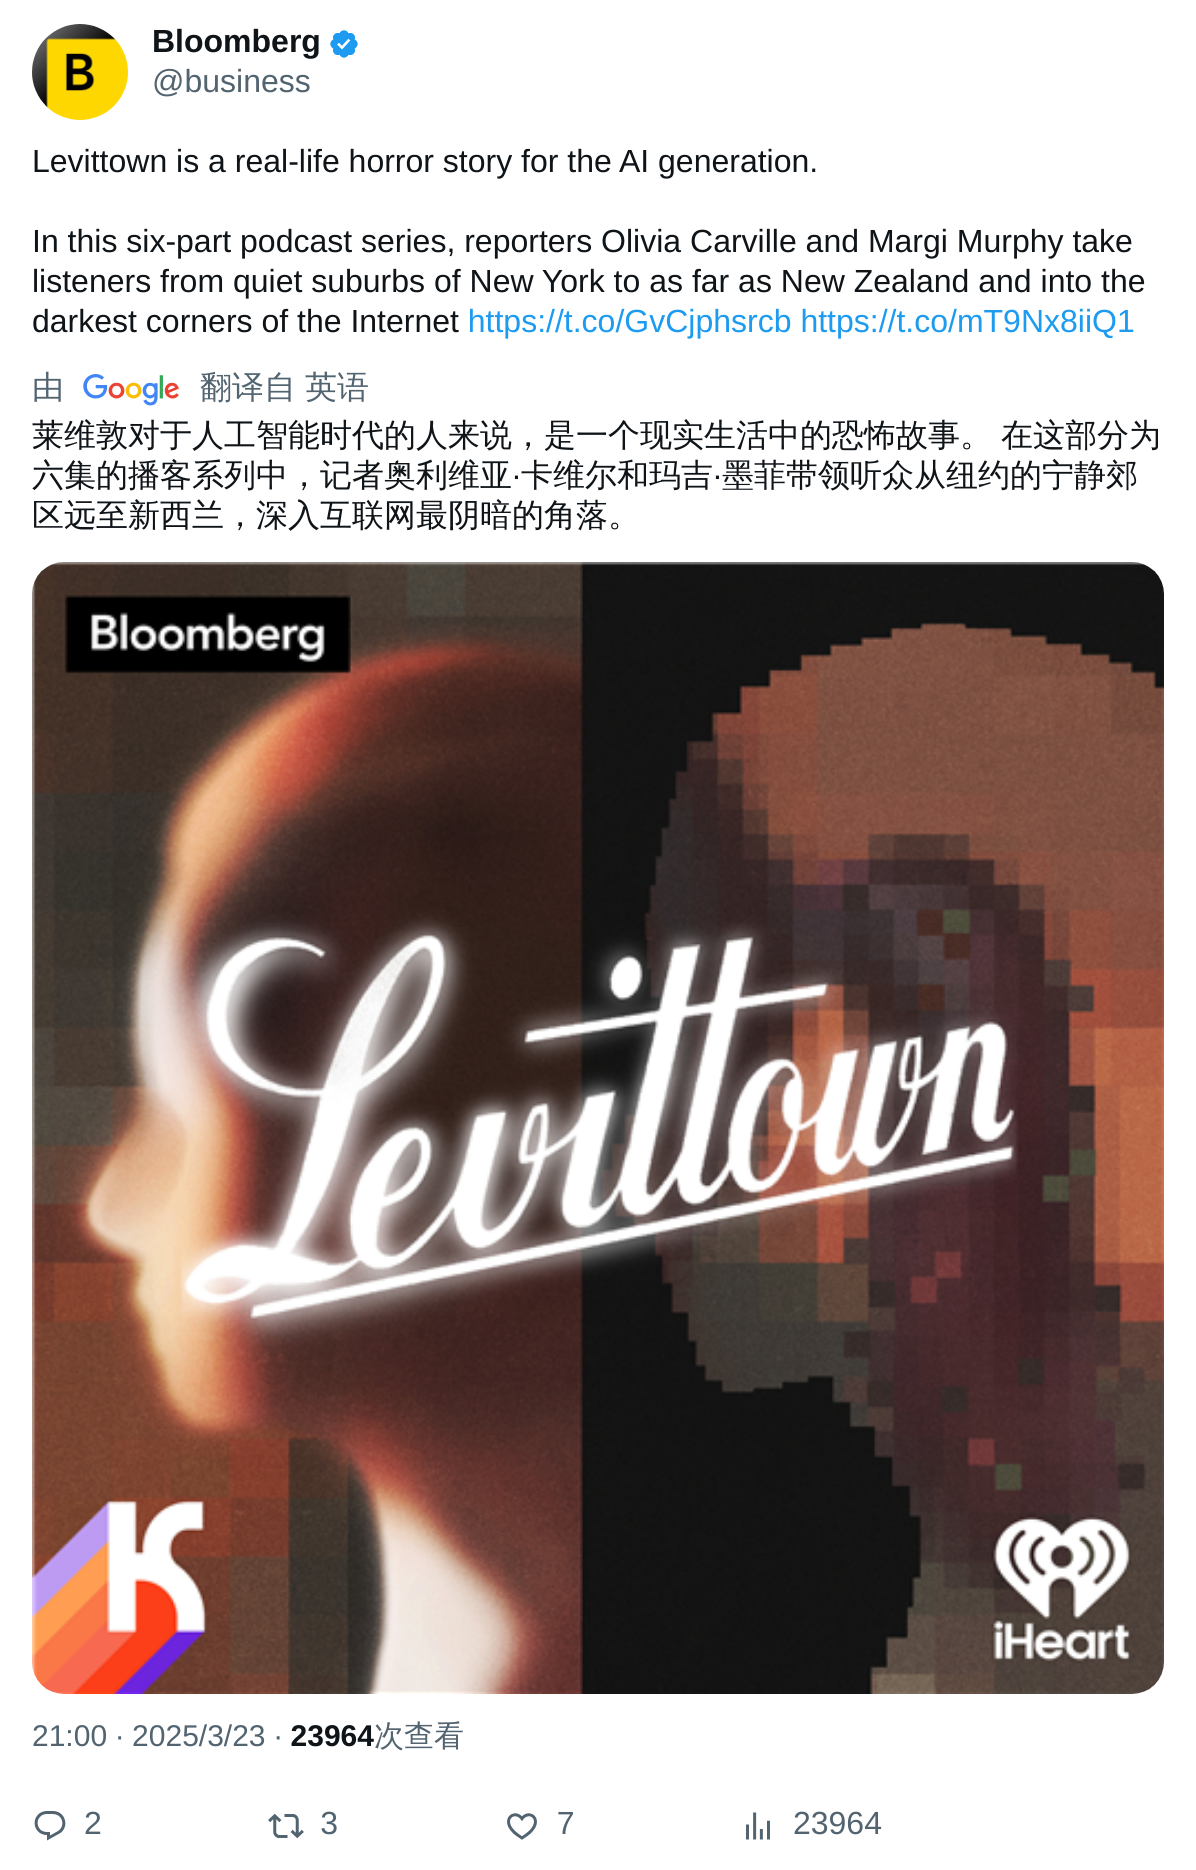 Bloomberg
@business
Levittown is a real-life horror story for the AI generation.
In this six-part podcast series, reporters Olivia Carville and Margi Murphy take
listeners from quiet suburbs of New York to as far as New Zealand and into the
darkest corners of the Internet https://t.co/GvCjphsrcb https://t.co/mT9Nx8iiQ1
由 Google 翻译自 英语
莱维敦对于人工智能时代的人来说，是一个现实生活中的恐怖故事。 在这部分为
六集的播客系列中，记者奥利维亚·卡维尔和玛吉·墨菲带领听众从纽约的宁静郊
区远至新西兰，深入互联网最阴暗的角落。
Bloomberg
Levittown
K
iHeart
21:00 · 2025/3/23 · 23964次查看
2 3 7 23964